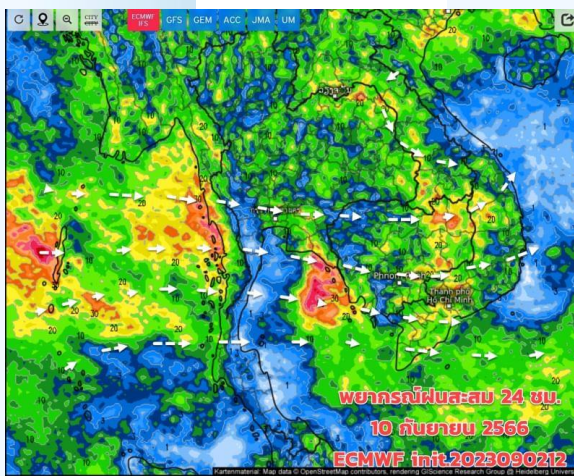 CITY
ECMWF IFS GFS GEM ACC JMA UM
Phnom Penh
Thành phố
Hồ Chí Minh
พยากรณ์ฝนสะสม 24 ชม.
10 กันยายน 2566
ECMWF init.2023090212
Kartenmaterial Map data © OpenStreetMap contributors, rendering GIScience Research Group @ Heidelberg Universi